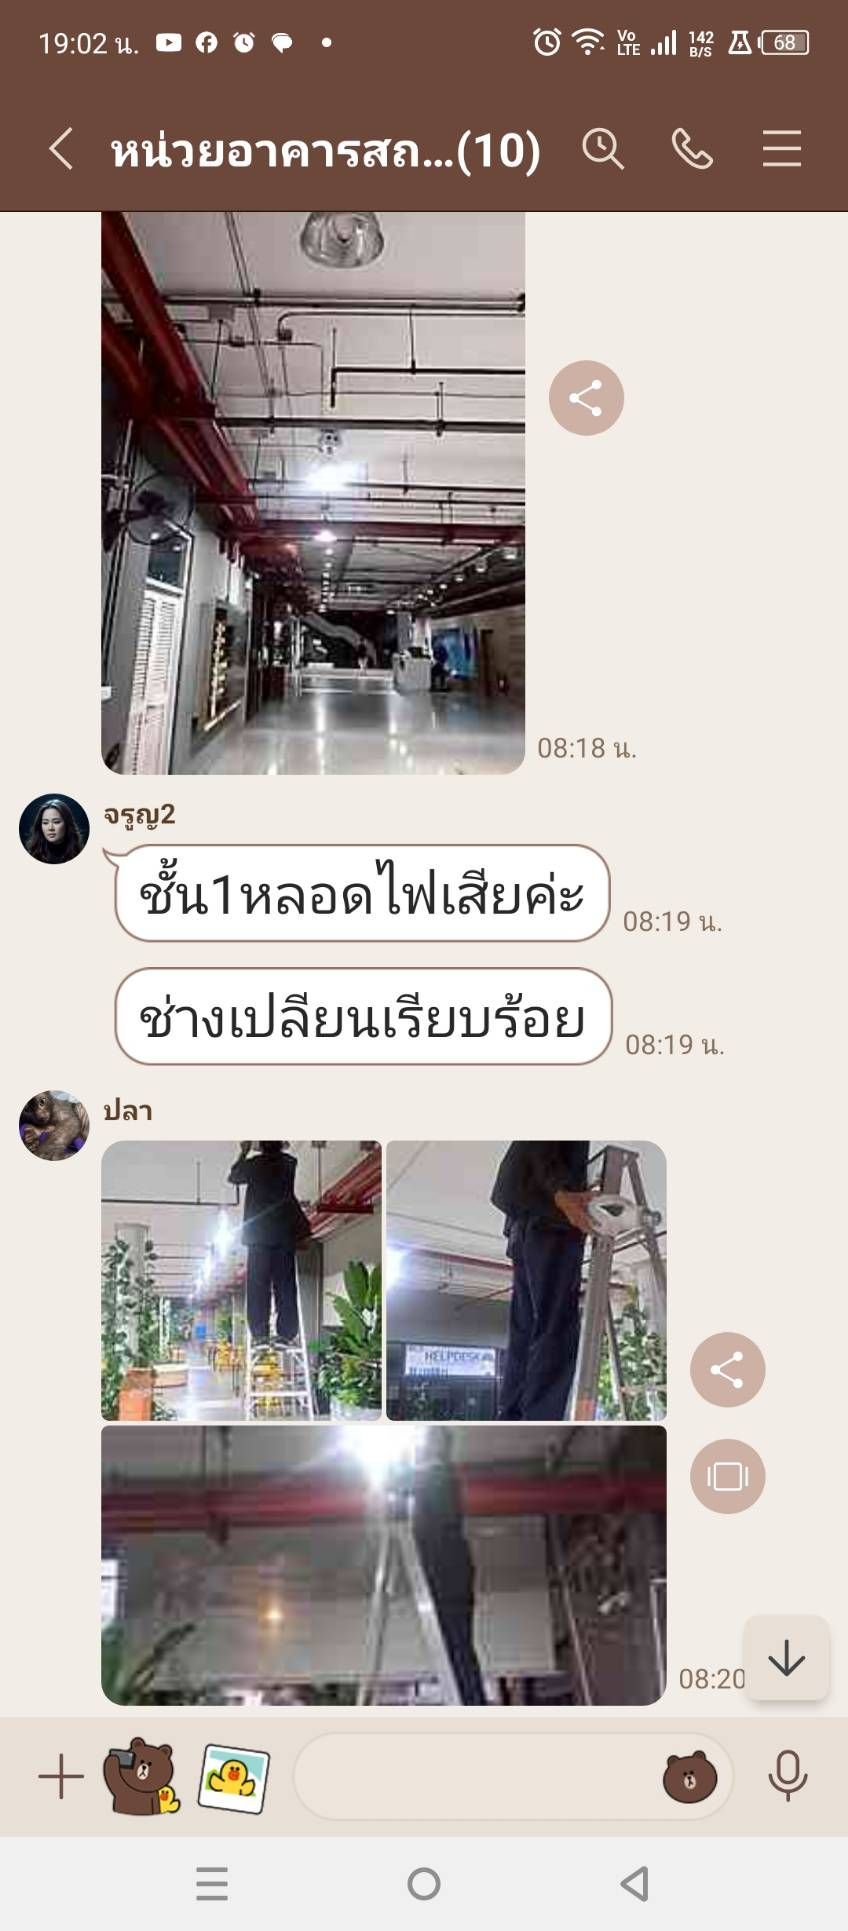 19:02 น.
Vo
LTE
142
B/S
68
หน่วยอาคารสถ...(10)
08:18 น.
จรูญ2
ชั้น1หลอดไฟเสียค่ะ
08:19 น.
ช่างเปลียนเรียบร้อย
08:19 น.
ปลา
HELPDESK
08:20